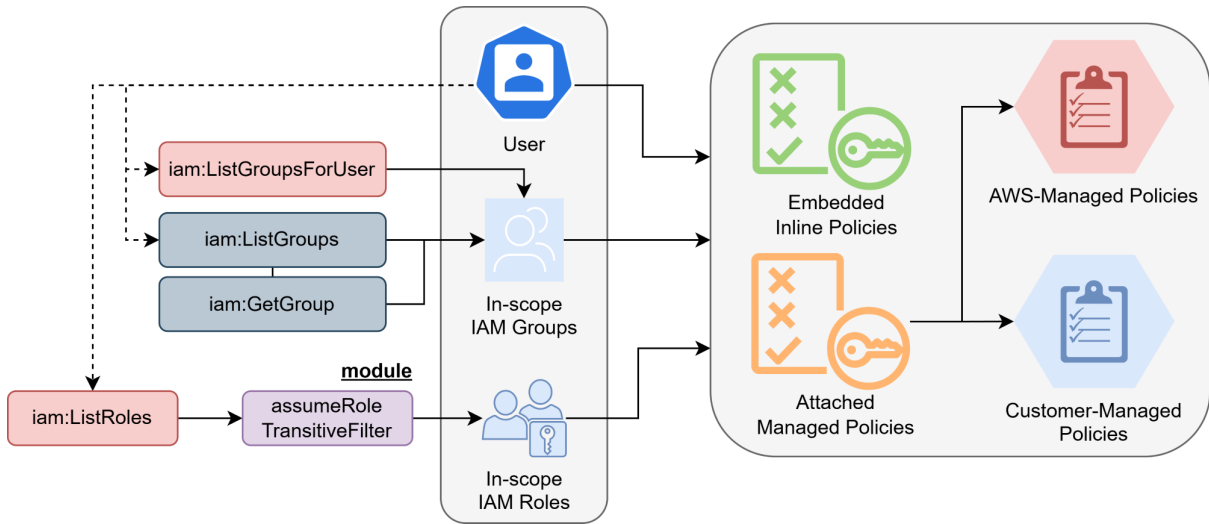 User
iam:ListGroupsForUser
iam:ListGroups
iam:GetGroup
In-scope
IAM Groups
module
iam:ListRoles
assumeRole
TransitiveFilter
In-scope
IAM Roles
Embedded
Inline Policies
AWS-Managed Policies
Attached
Managed Policies
Customer-Managed
Policies